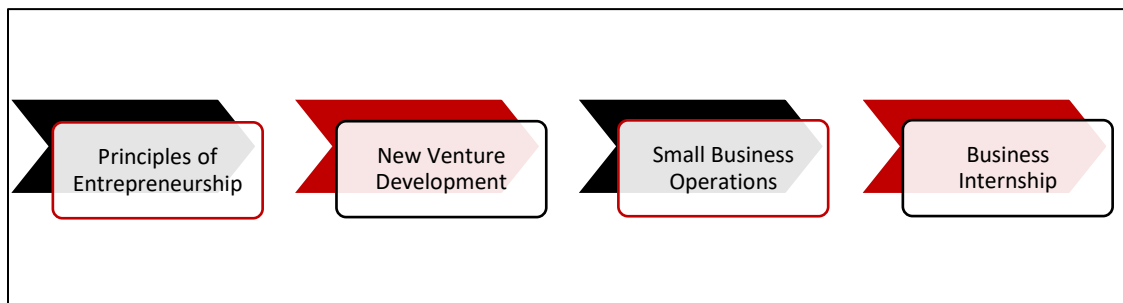 Principles of
Entrepreneurship
New Venture
Development
Small Business
Operations
Business
Internship